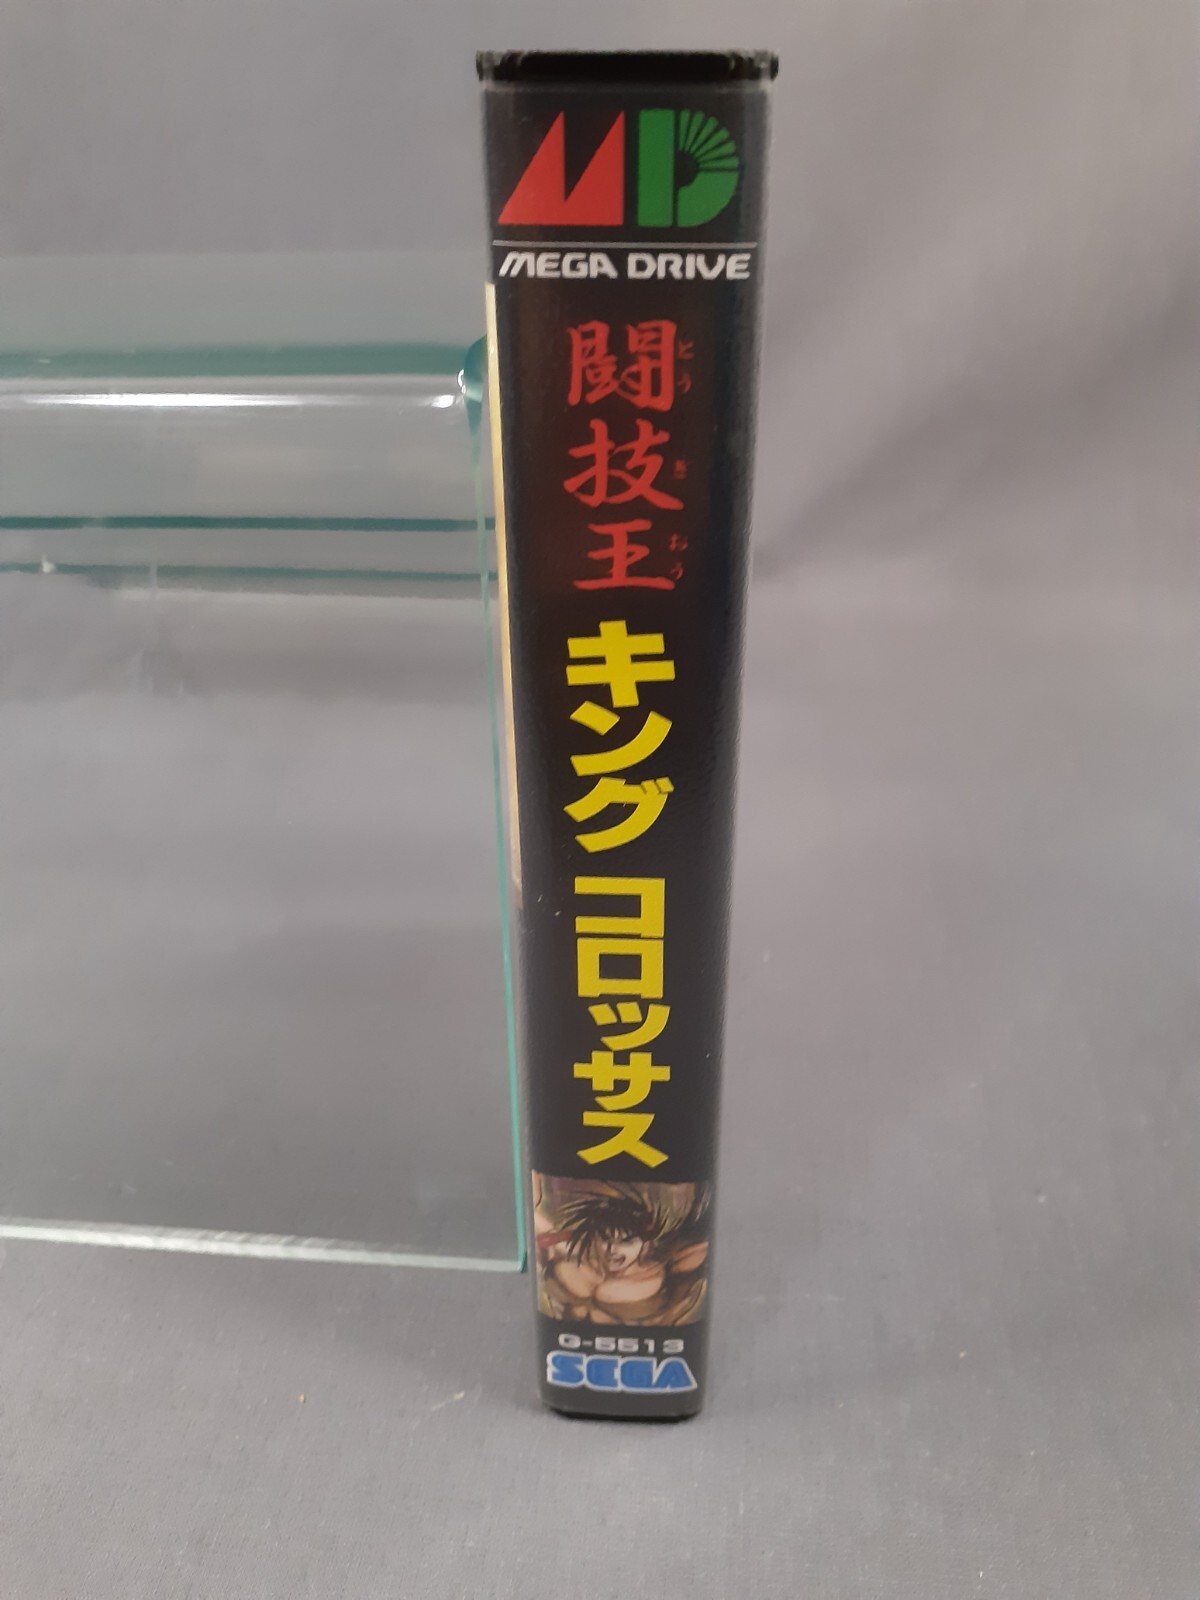 MD
MEGA DRIVE
闘技王
とう ぎ おう
キング コロッサス
G-5513
SEGA